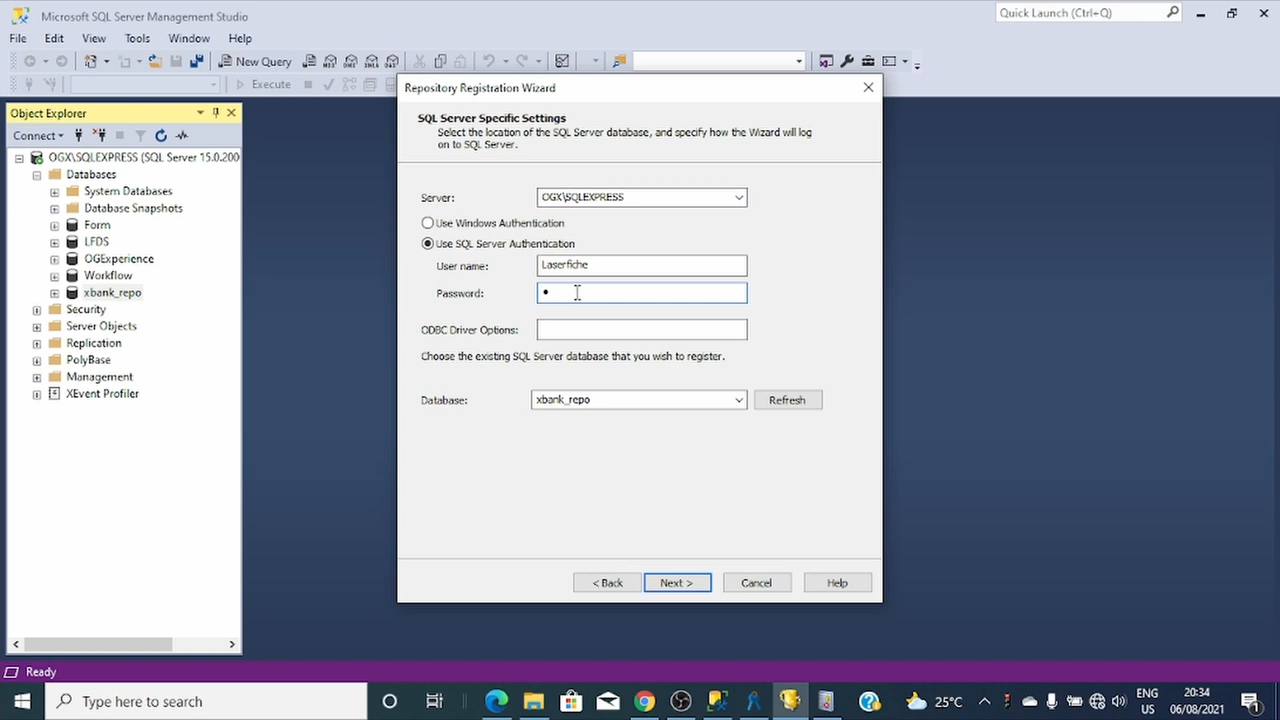 Microsoft SQL Server Management Studio
Quick Launch (Ctrl+Q)
File Edit View Tools Window Help
New Query
Execute
Object Explorer
Connect
OGX\SQLEXPRESS (SQL Server 15.0.200
Databases
System Databases
Database Snapshots
Form
LFDS
OGExperience
Workflow
xbank_repo
Security
Server Objects
Replication
PolyBase
Management
XEvent Profiler
Repository Registration Wizard
SQL Server Specific Settings
Select the location of the SQL Server database, and specify how the Wizard will log
on to SQL Server.
Server: OGX\SQLEXPRESS
Use Windows Authentication
Use SQL Server Authentication
User name: Laserfiche
Password: •
ODBC Driver Options:
Choose the existing SQL Server database that you wish to register.
Database: xbank_repo Refresh
< Back Next > Cancel Help
Ready
Type here to search
25°C
ENG
US
20:34
06/08/2021